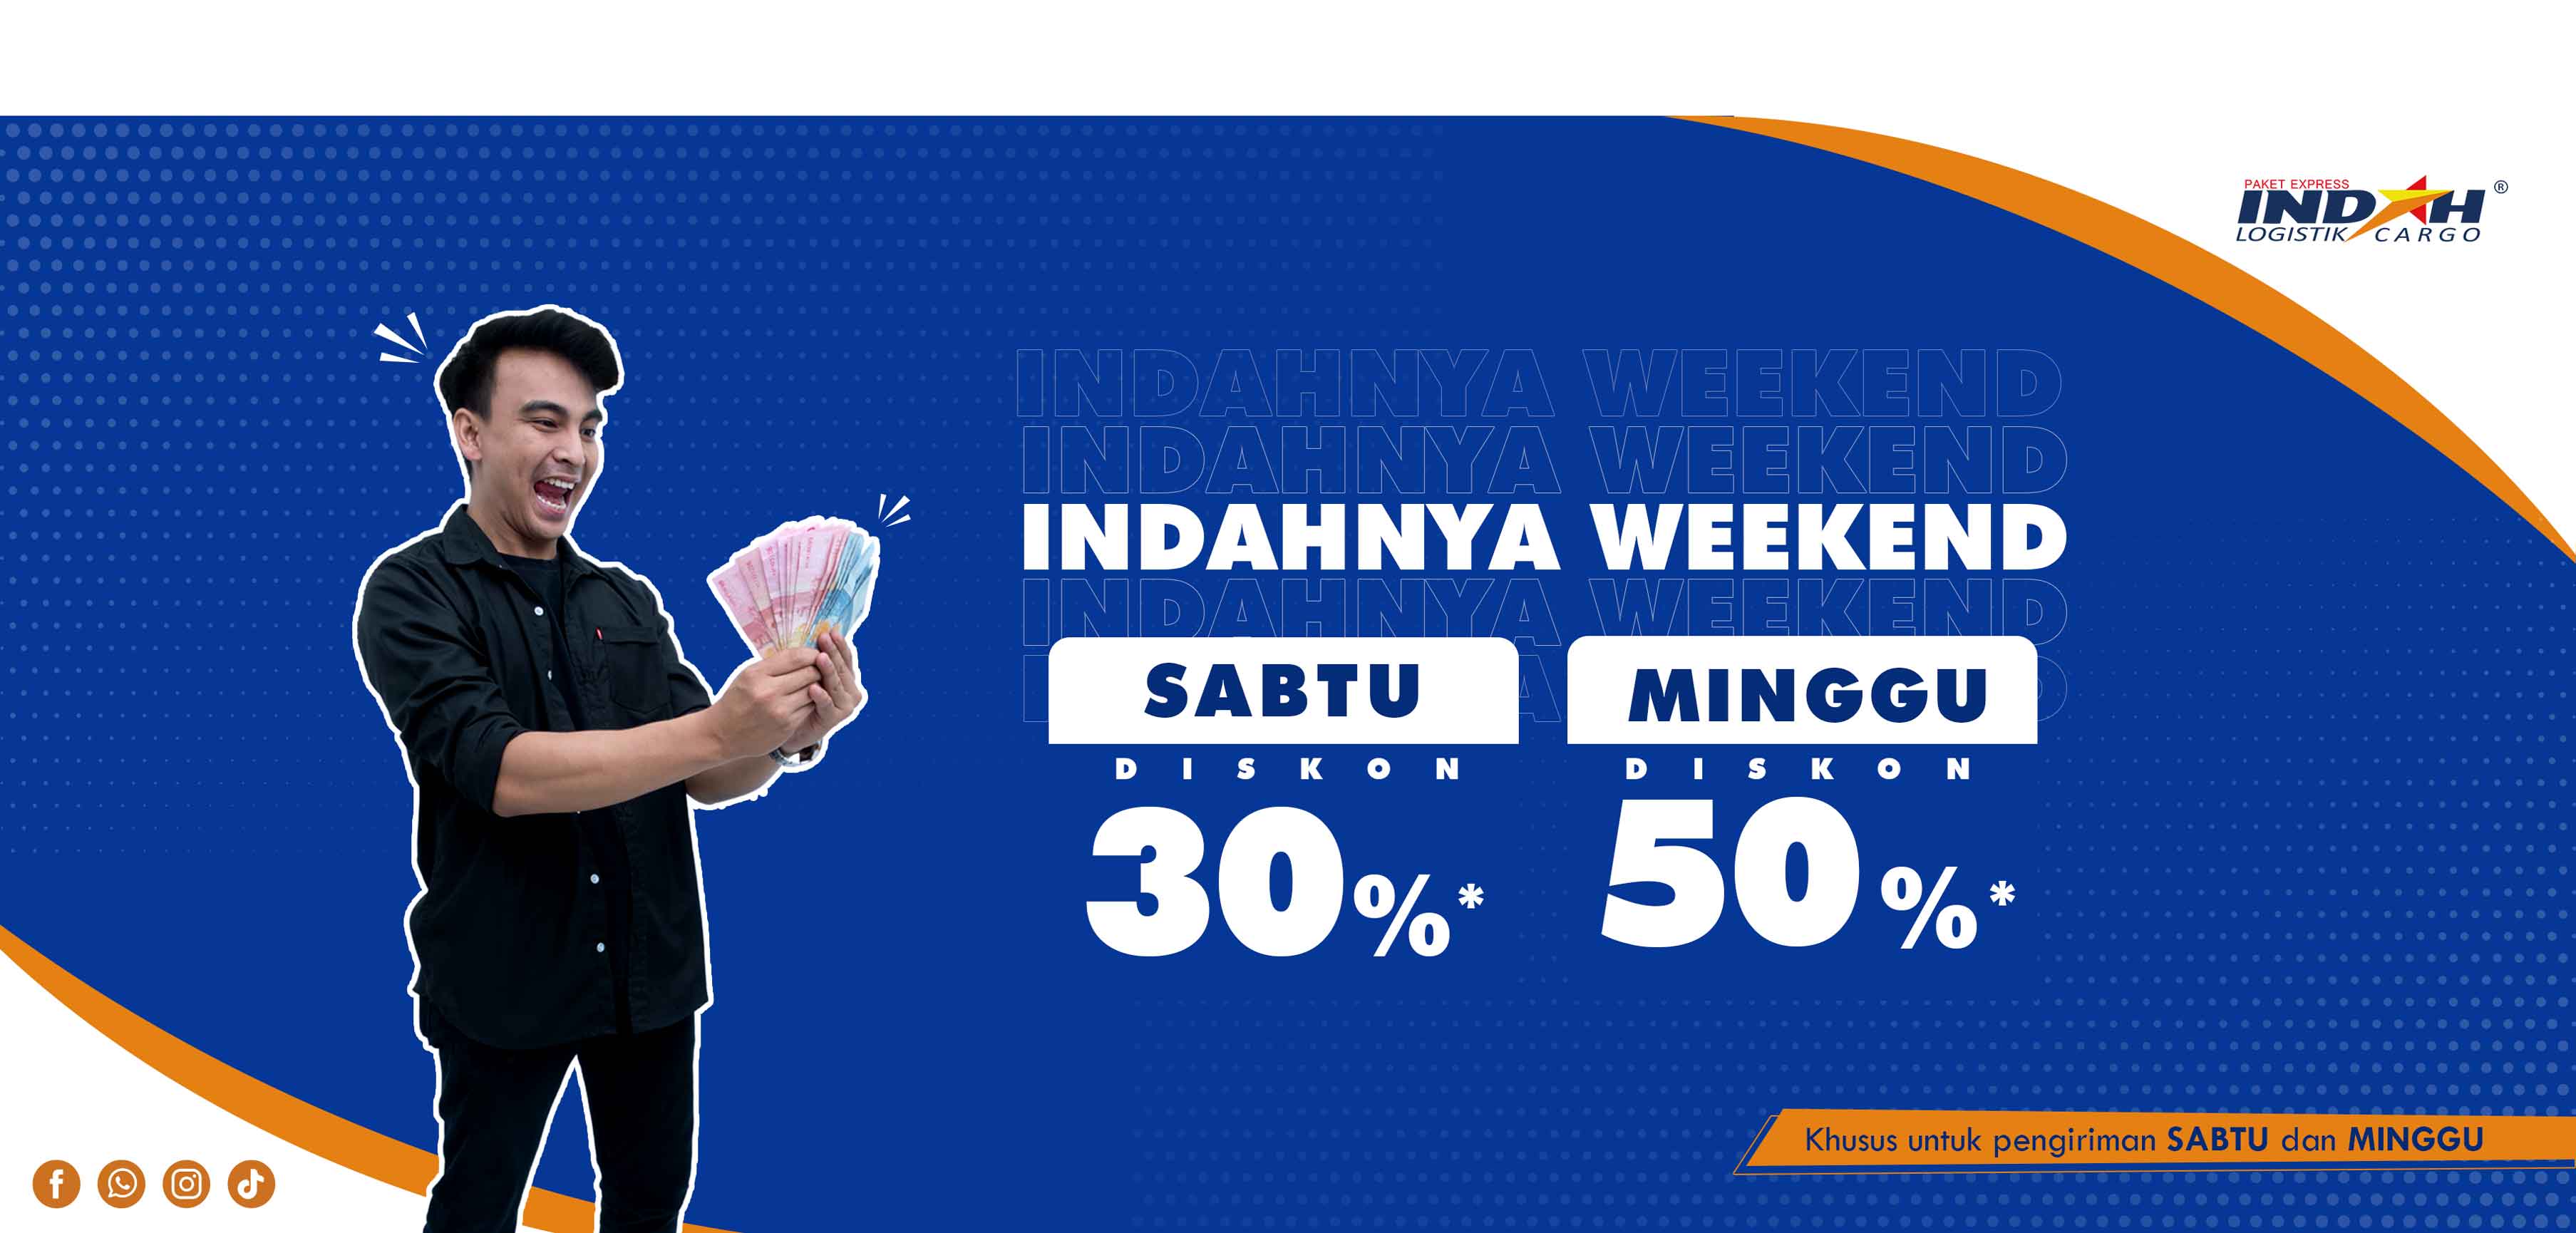 PAKET EXPRESS
INDAH ®
LOGISTIK CARGO
INDAHNYA WEEKEND
INDAHNYA WEEKEND
INDAHNYA WEEKEND
INDAHNYA WEEKEND
SABTU
DISKON
30%*
MINGGU
DISKON
50%*
Khusus untuk pengiriman SABTU dan MINGGU